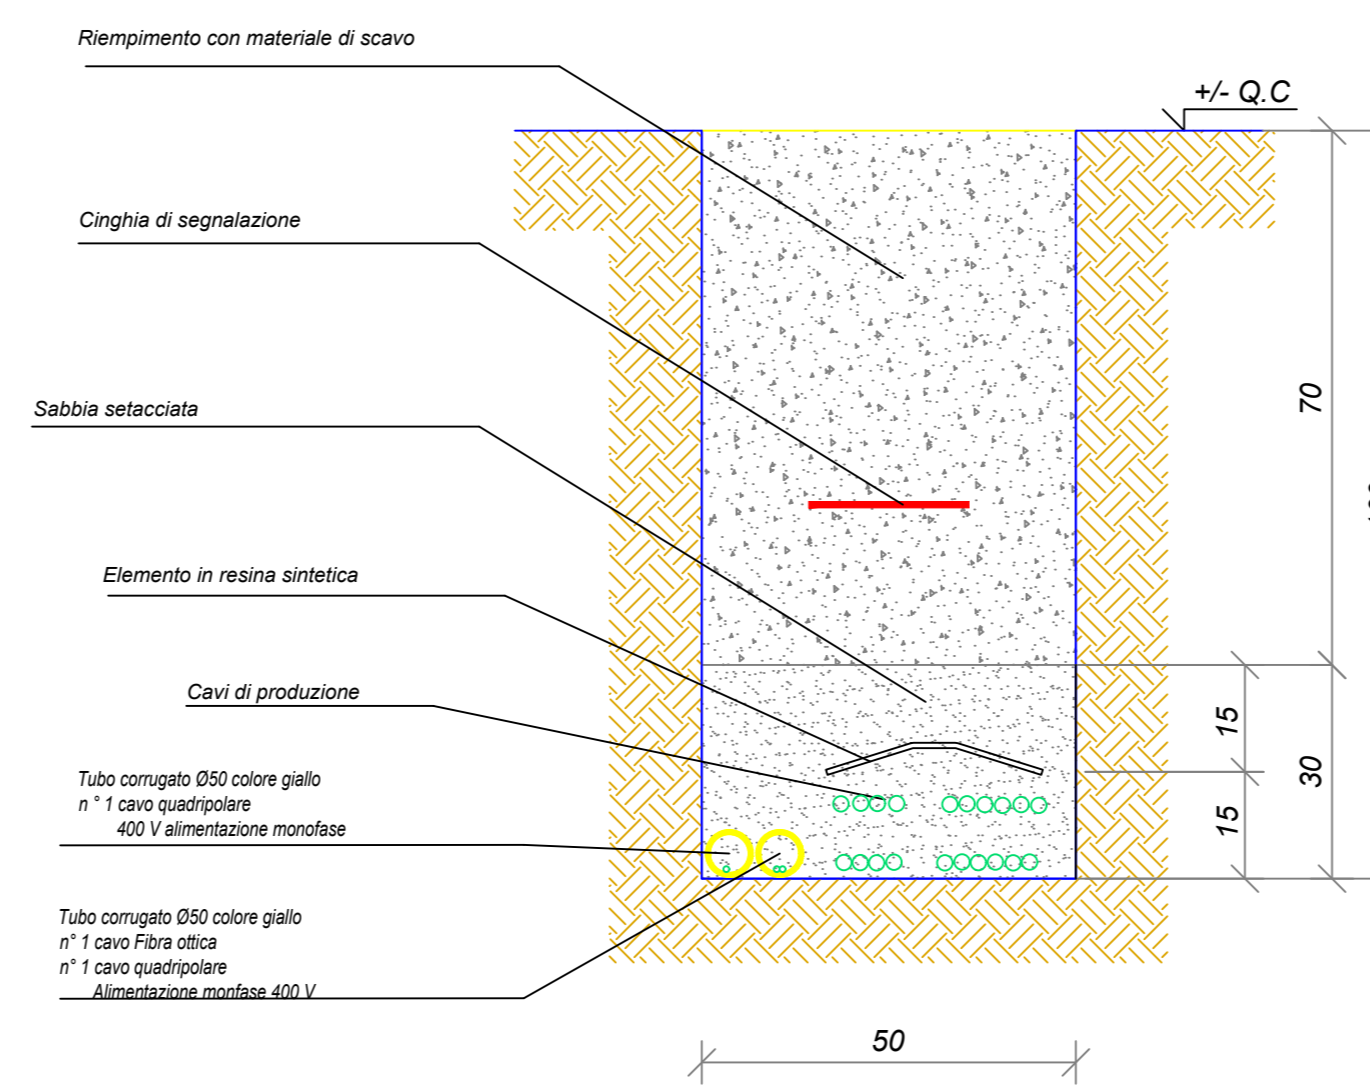 Riempimento con materiale di scavo
+/- Q.C
Cinghia di segnalazione
70
Sabbia setacciata
Elemento in resina sintetica
Cavi di produzione
15
30
15
Tubo corrugato Ø50 colore giallo
n ° 1 cavo quadripolare
400 V alimentazione monofase
Tubo corrugato Ø50 colore giallo
n° 1 cavo Fibra ottica
n° 1 cavo quadripolare
Alimentazione monfase 400 V
50